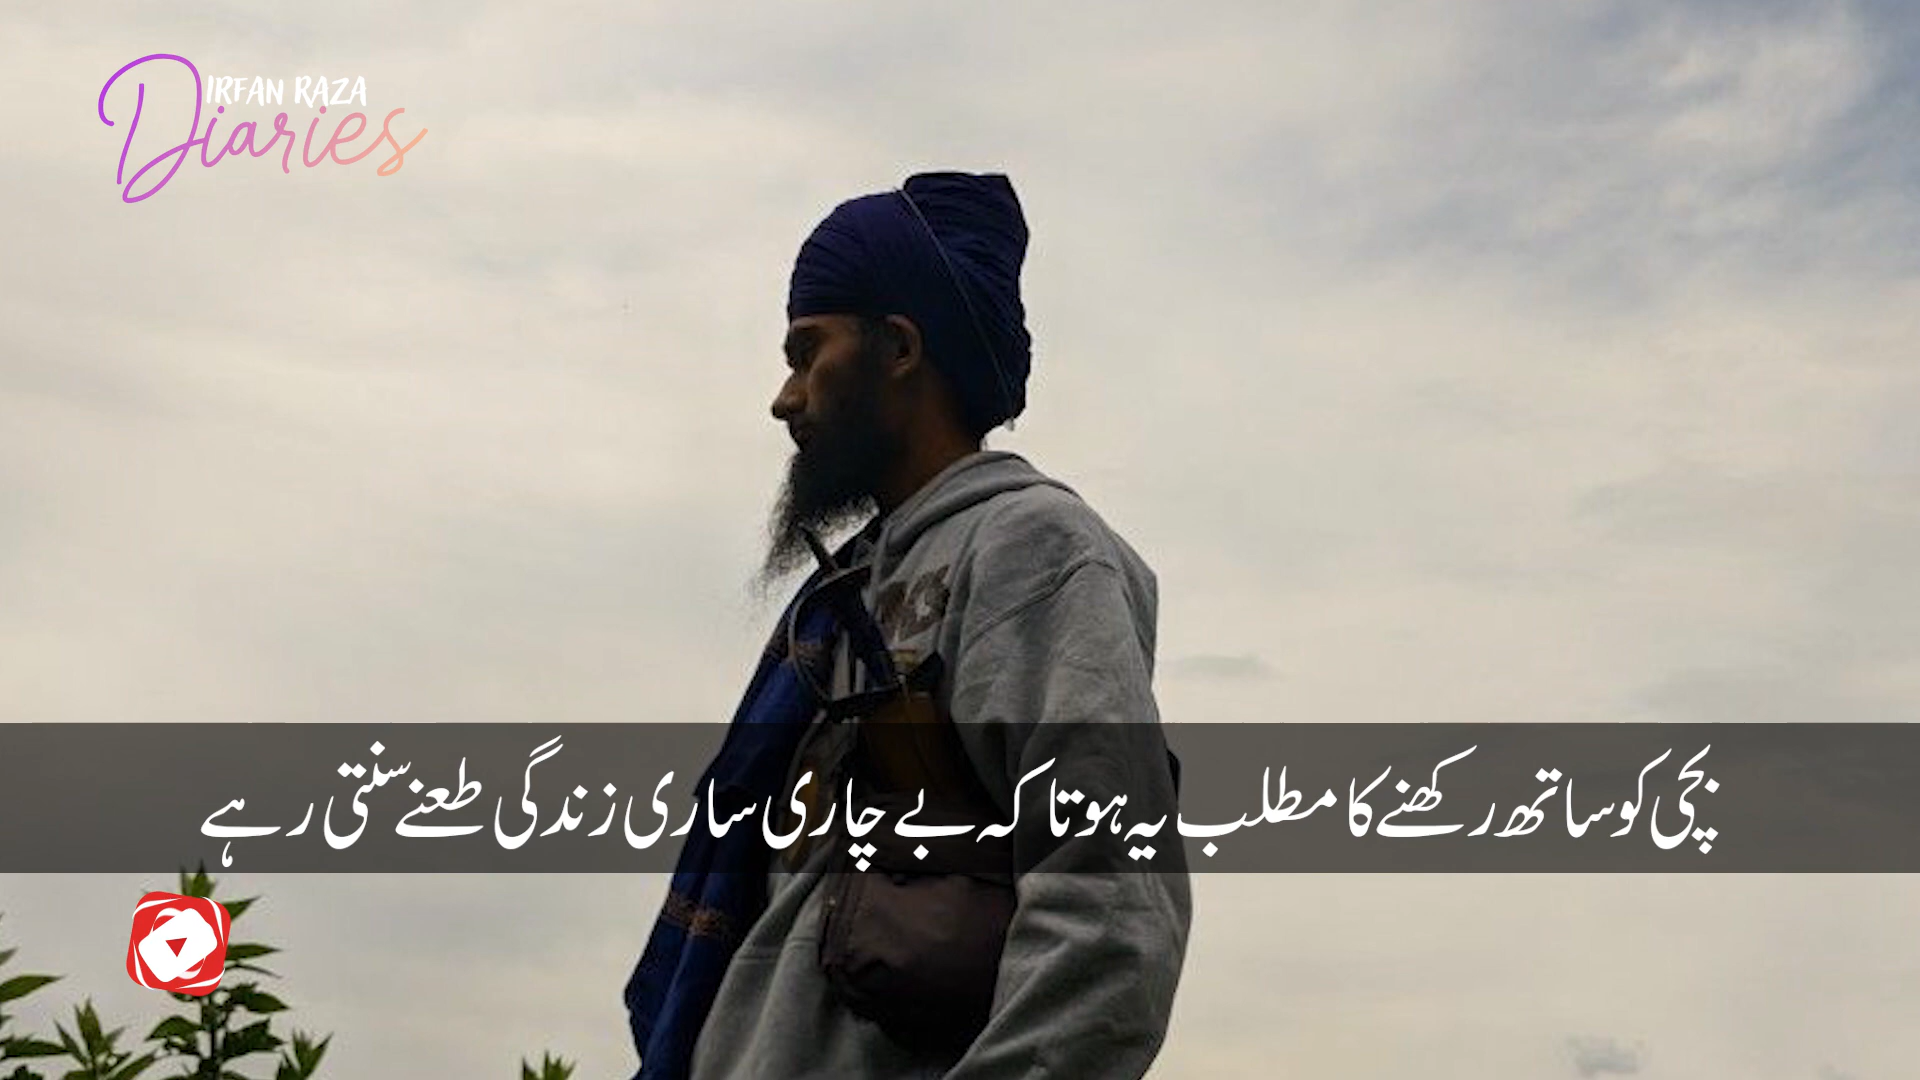 IRFAN RAZA
Diaries
بچی کو ساتھ رکھنے کا مطلب یہ ہوتا کہ بے چاری ساری زندگی طعنے سنتی رہے